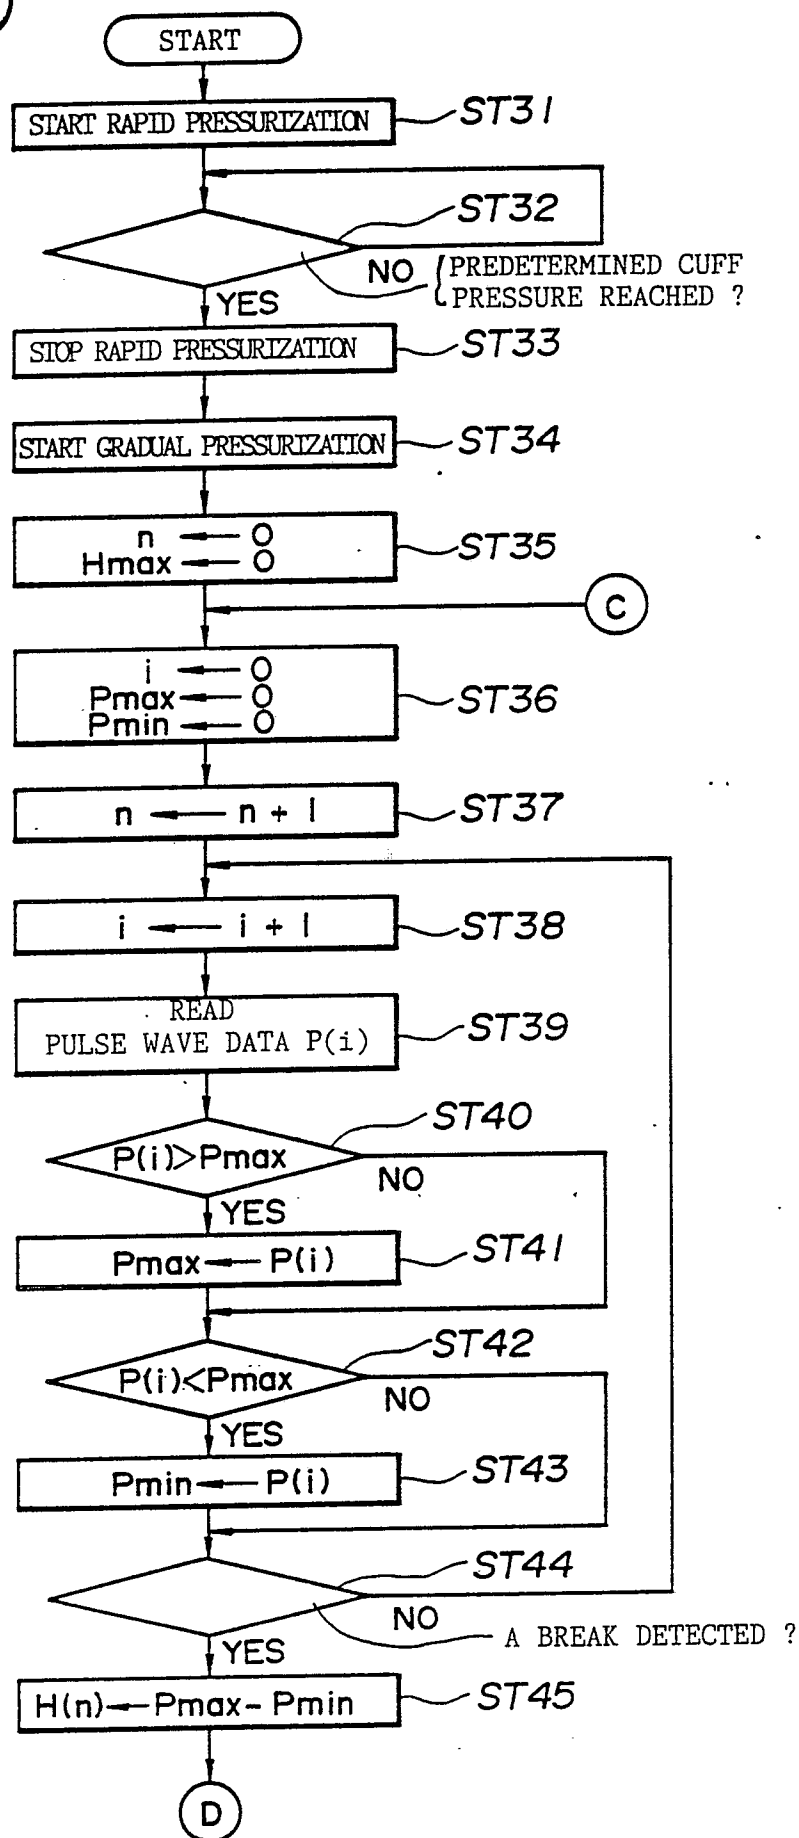 START
START RAPID PRESSURIZATION
ST31
ST32
NO
PREDETERMINED CUFF
PRESSURE REACHED ?
YES
STOP RAPID PRESSURIZATION
ST33
START GRADUAL PRESSURIZATION
ST34
n ← 0
Hmax ← 0
ST35
C
i ← 0
Pmax ← 0
Pmin ← 0
ST36
n ← n + 1
ST37
i ← i + 1
ST38
READ
PULSE WAVE DATA P(i)
ST39
ST40
P(i)>Pmax
NO
YES
Pmax ← P(i)
ST41
ST42
P(i)<Pmax
NO
YES
Pmin ← P(i)
ST43
ST44
NO
A BREAK DETECTED ?
YES
H(n) ← Pmax - Pmin
ST45
D